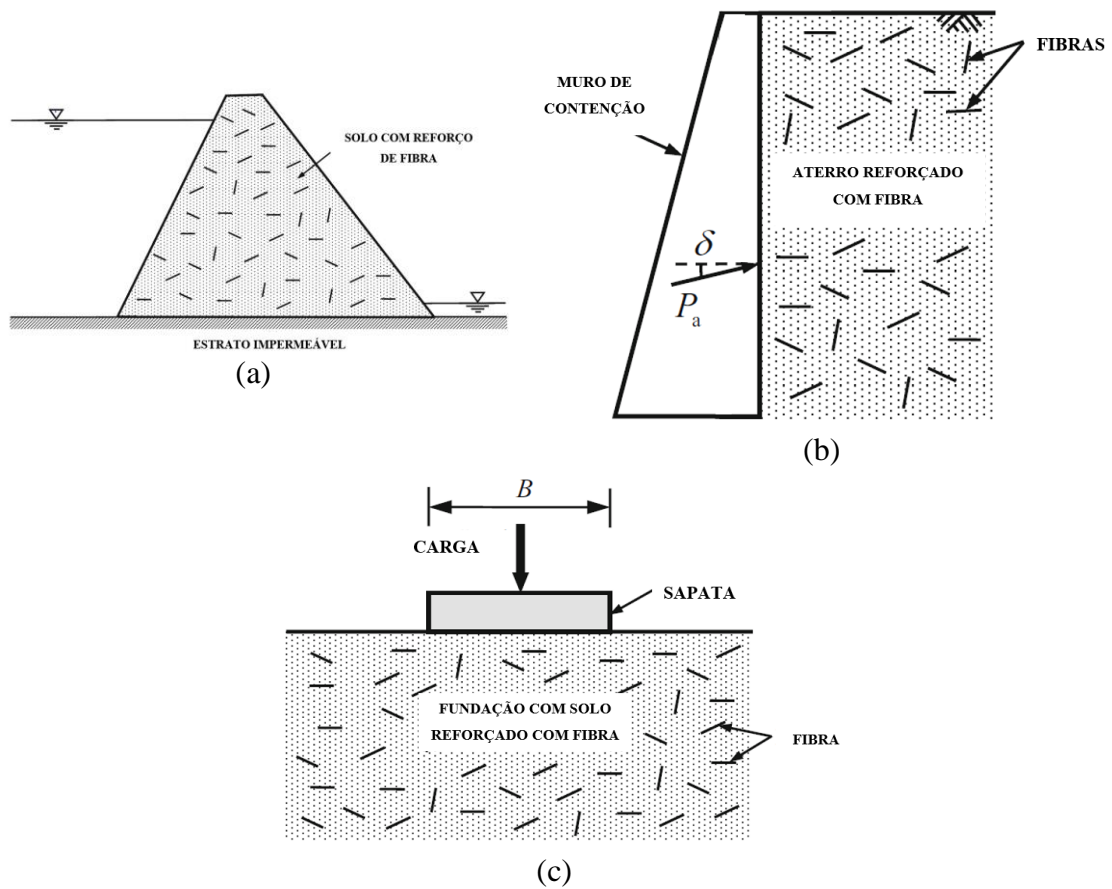 SOLO COM REFORÇO
DE FIBRA
ESTRATO IMPERMEÁVEL
(a)
MURO DE
CONTENÇÃO
FIBRAS
ATERRO REFORÇADO
COM FIBRA
δ
Pa
(b)
B
CARGA
SAPATA
FUNDAÇÃO COM SOLO
REFORÇADO COM FIBRA
FIBRA
(c)